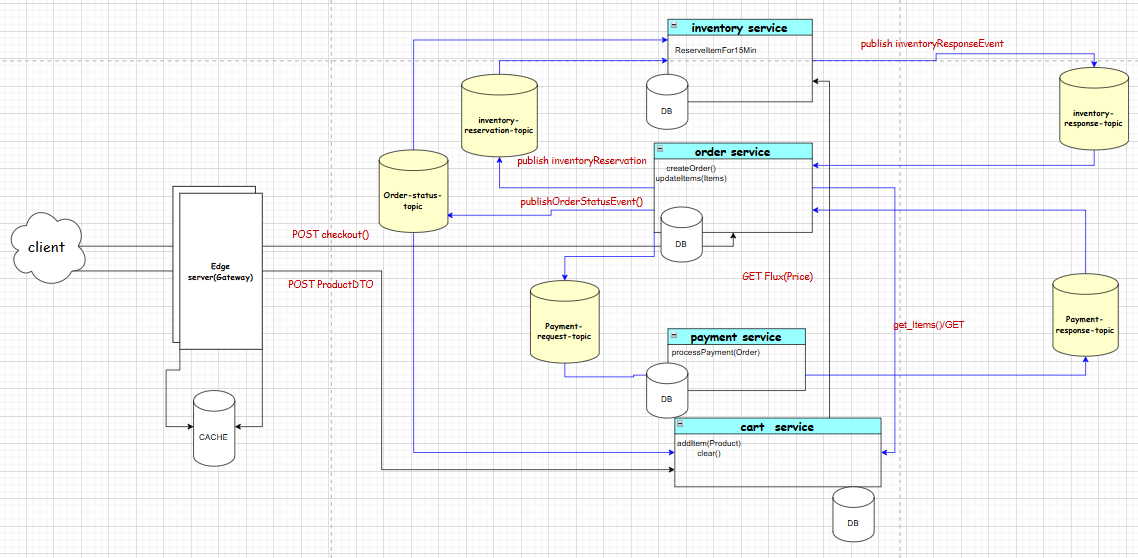 inventory service
ReserveItemFor15Min
DB
publish inventoryResponseEvent
inventory-
response-topic
inventory-
reservation-topic
publish inventoryReservation
order service
createOrder()
updateItems(Items)
DB
Order-status-
topic
publishOrderStatusEvent()
client
Edge
server(Gateway)
POST checkout()
POST ProductDTO
GET Flux(Price)
get_Items()/GET
Payment-
request-topic
Payment-
response-topic
payment service
processPayment(Order)
DB
cart service
addItem(Product)
clear()
DB
CACHE